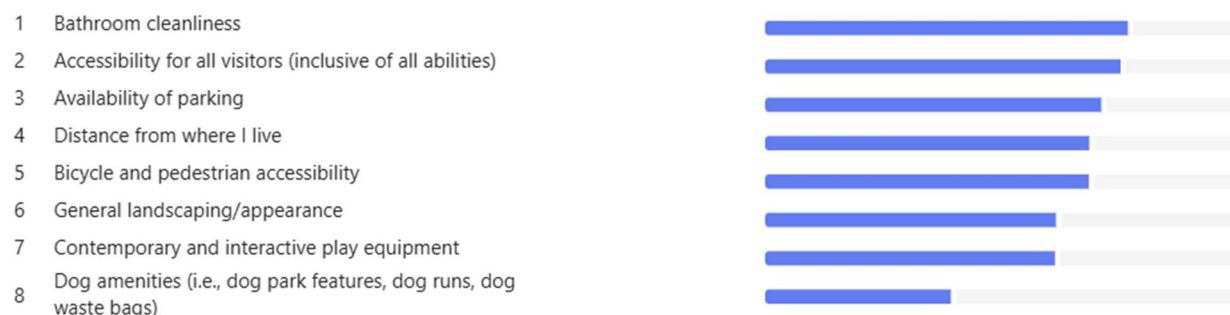 1 Bathroom cleanliness
2 Accessibility for all visitors (inclusive of all abilities)
3 Availability of parking
4 Distance from where I live
5 Bicycle and pedestrian accessibility
6 General landscaping/appearance
7 Contemporary and interactive play equipment
8 Dog amenities (i.e., dog park features, dog runs, dog
waste bags)